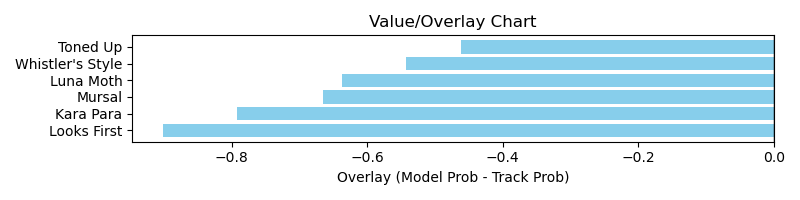 Value/Overlay Chart
Toned Up
Whistler's Style
Luna Moth
Mursal
Kara Para
Looks First
−0.8 −0.6 −0.4 −0.2 0.0
Overlay (Model Prob - Track Prob)